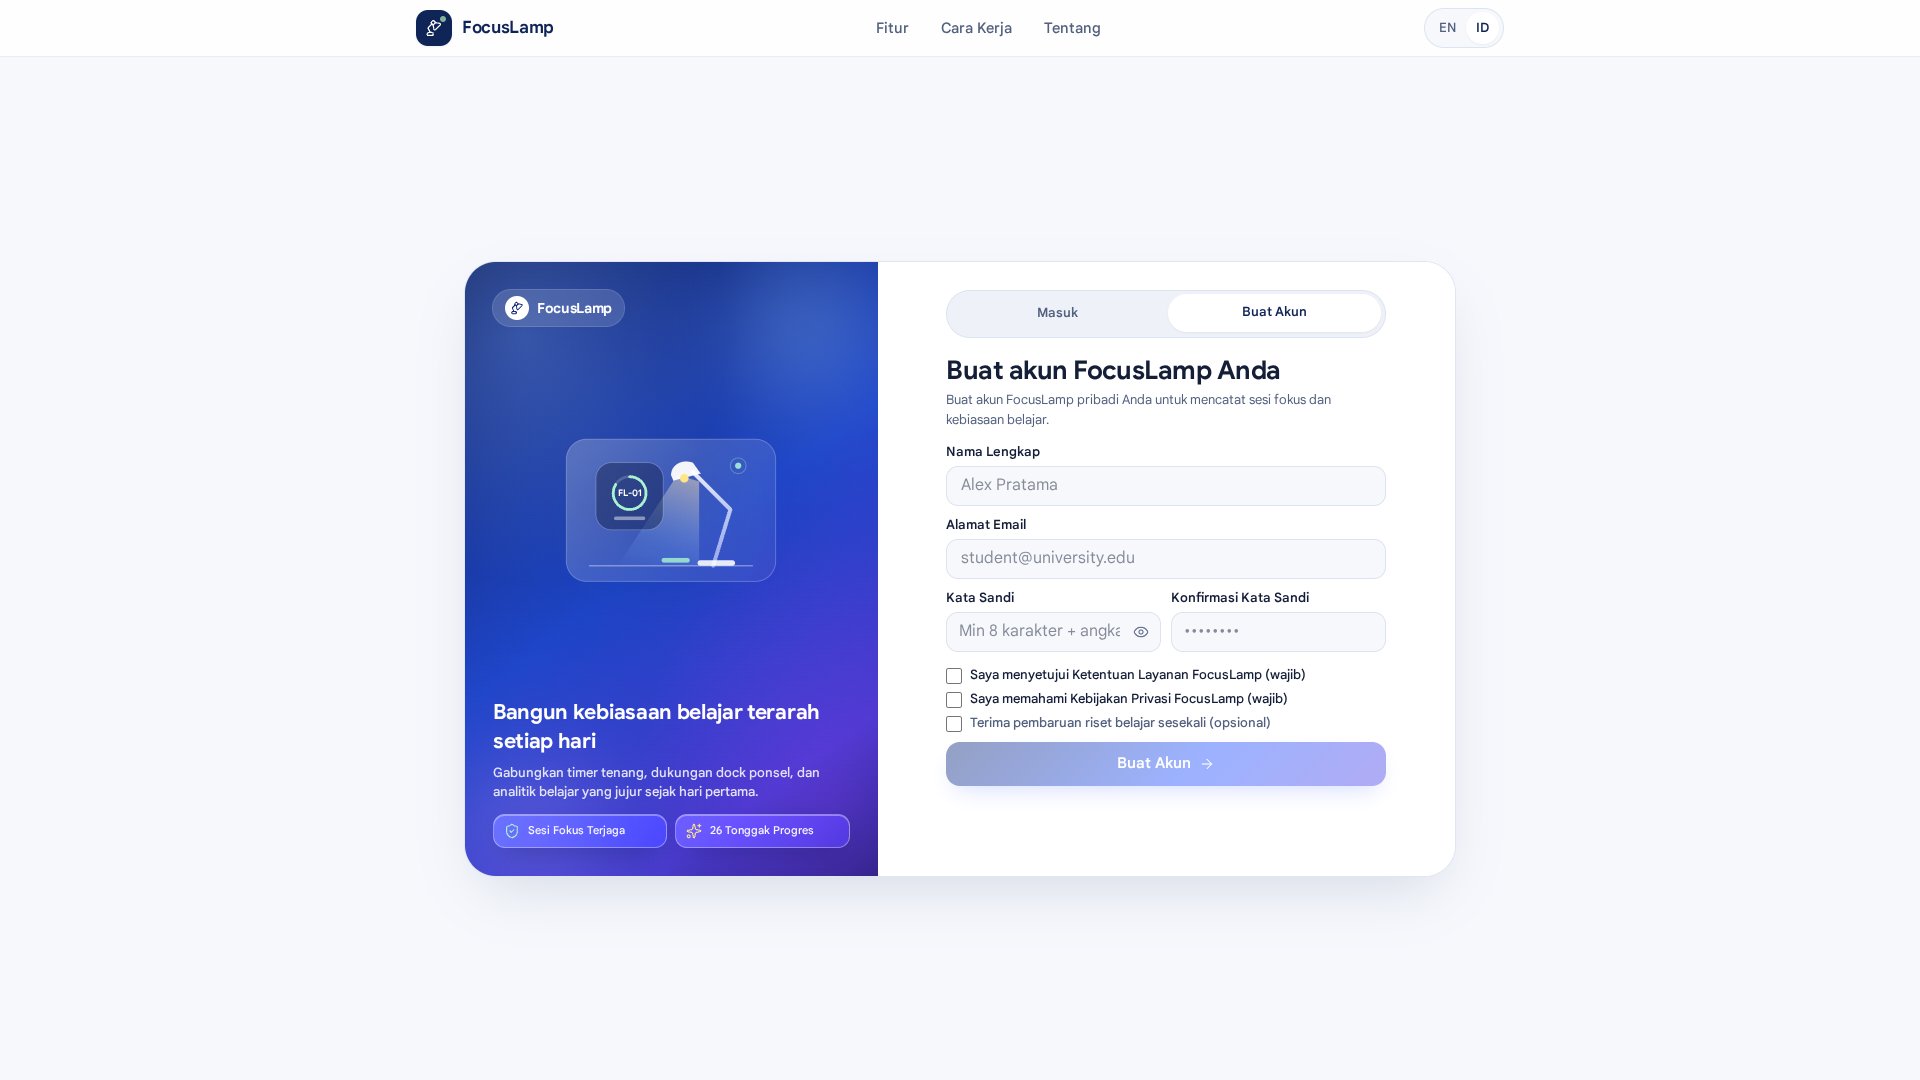 FocusLamp
Fitur
Cara Kerja
Tentang
EN
ID
FocusLamp
FL-01
Bangun kebiasaan belajar terarah
setiap hari
Gabungkan timer tenang, dukungan dock ponsel, dan
analitik belajar yang jujur sejak hari pertama.
Sesi Fokus Terjaga
26 Tonggak Progres
Masuk
Buat Akun
Buat akun FocusLamp Anda
Buat akun FocusLamp pribadi Anda untuk mencatat sesi fokus dan
kebiasaan belajar.
Nama Lengkap
Alex Pratama
Alamat Email
student@university.edu
Kata Sandi
Konfirmasi Kata Sandi
Min 8 karakter + angka
••••••••
Saya menyetujui Ketentuan Layanan FocusLamp (wajib)
Saya memahami Kebijakan Privasi FocusLamp (wajib)
Terima pembaruan riset belajar sesekali (opsional)
Buat Akun →